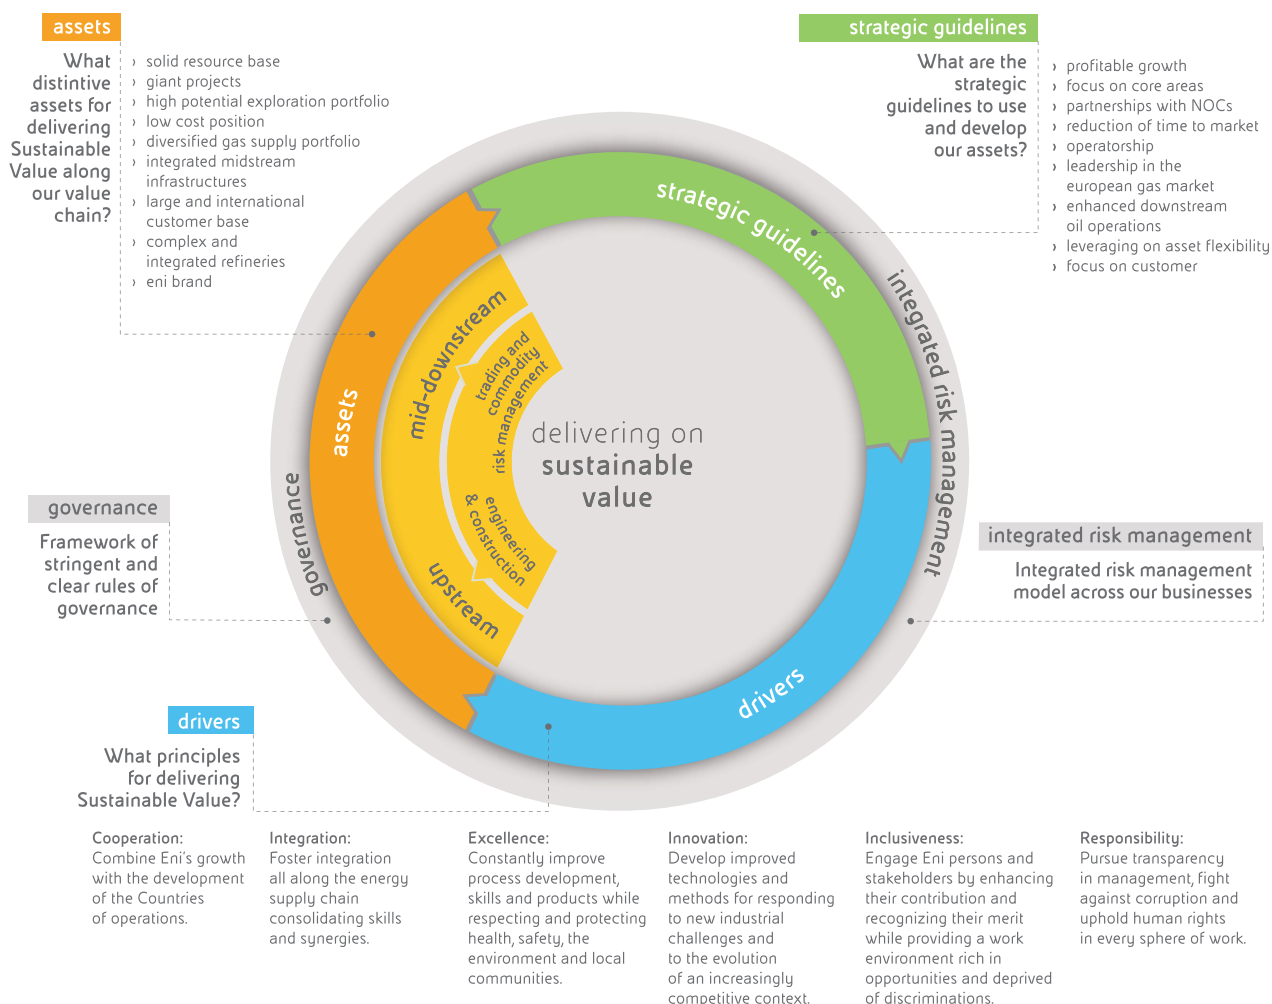 assets
What
distintive
assets for
delivering
Sustainable
Value along
our value
chain?
› solid resource base
› giant projects
› high potential exploration portfolio
› low cost position
› diversified gas supply portfolio
› integrated midstream
infrastructures
› large and international
customer base
› complex and
integrated refineries
› eni brand
strategic guidelines
What are the
strategic
guidelines to use
and develop
our assets?
› profitable growth
› focus on core areas
› partnerships with NOCs
› reduction of time to market
› operatorship
› leadership in the
european gas market
› enhanced downstream
oil operations
› leveraging on asset flexibility
› focus on customer
strategic guidelines
integrated risk management
assets
mid-downstream
trading and
commodity
risk management
delivering on
sustainable
value
engineering
& construction
upstream
governance
drivers
governance
Framework of
stringent and
clear rules of
governance
integrated risk management
Integrated risk management
model across our businesses
drivers
What principles
for delivering
Sustainable Value?
Cooperation:
Combine Eni's growth
with the development
of the Countries
of operations.
Integration:
Foster integration
all along the energy
supply chain
consolidating skills
and synergies.
Excellence:
Constantly improve
process development,
skills and products while
respecting and protecting
health, safety, the
environment and local
communities.
Innovation:
Develop improved
technologies and
methods for responding
to new industrial
challenges and
to the evolution
of an increasingly
competitive context.
Inclusiveness:
Engage Eni persons and
stakeholders by enhancing
their contribution and
recognizing their merit
while providing a work
environment rich in
opportunities and deprived
of discriminations.
Responsibility:
Pursue transparency
in management, fight
against corruption and
uphold human rights
in every sphere of work.